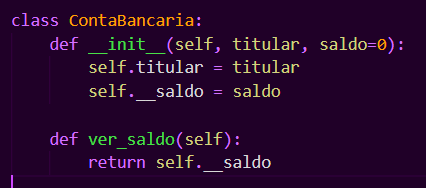 class ContaBancaria:
    def __init__(self, titular, saldo=0):
        self.titular = titular
        self.__saldo = saldo
    def ver_saldo(self):
        return self.__saldo